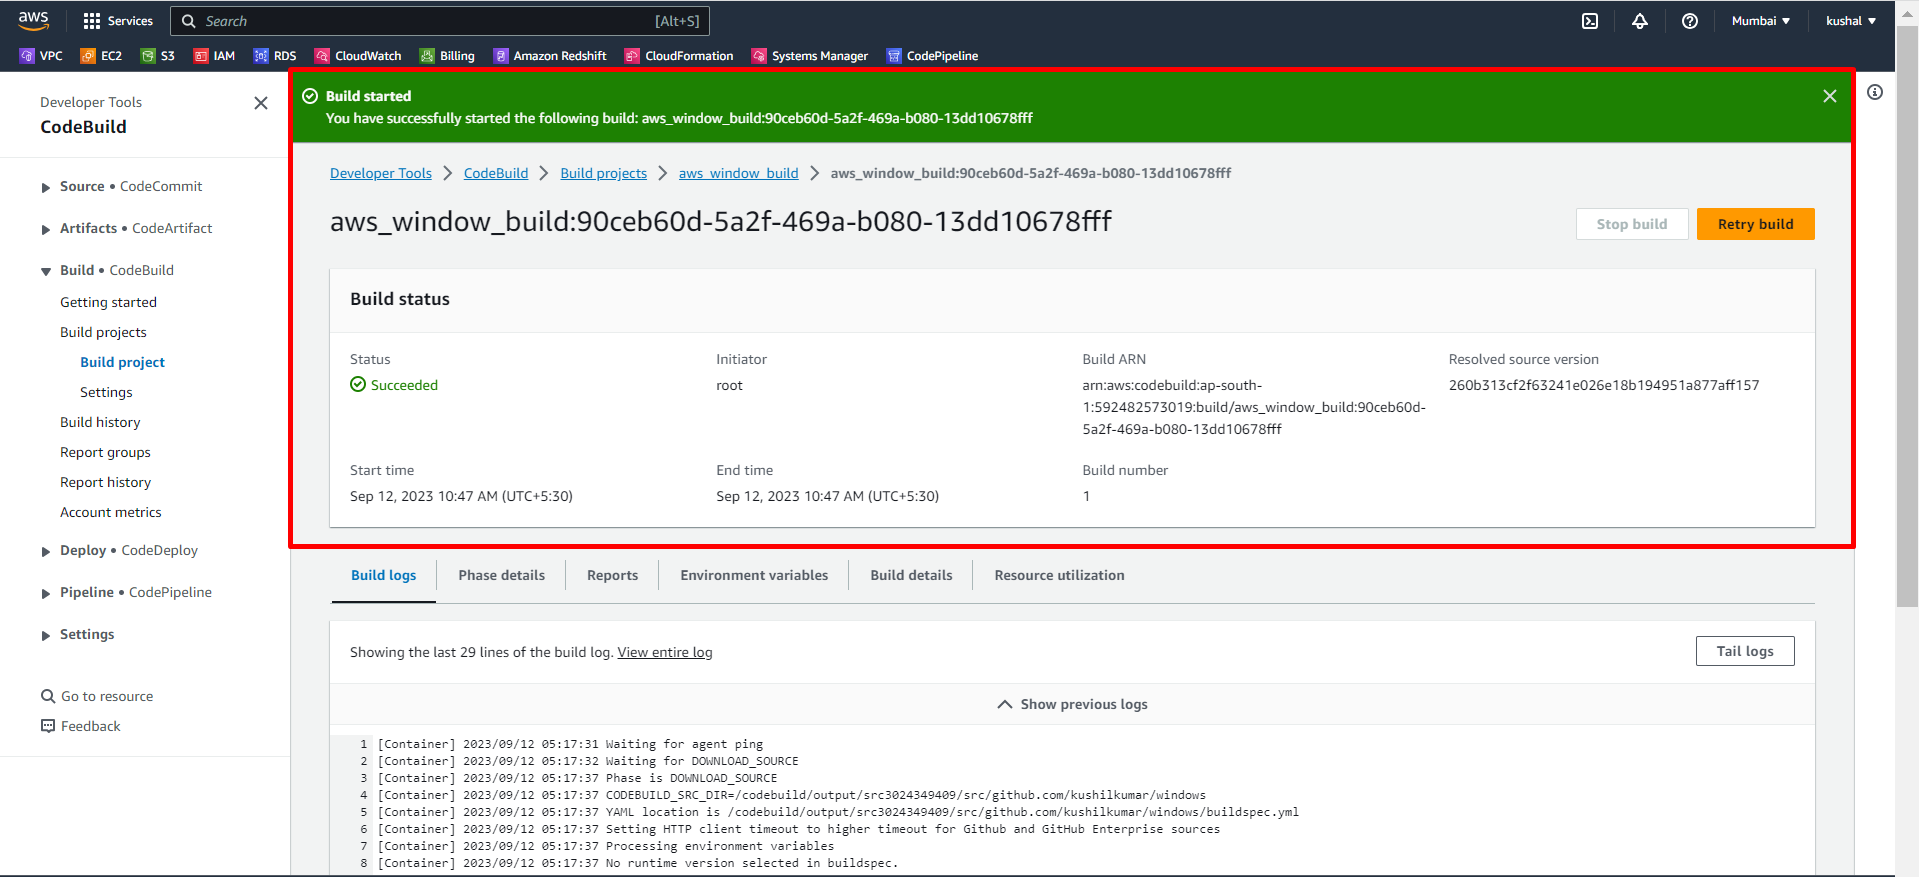 aws
Services
Search
[Alt+S]
Mumbai
kushal
VPC
EC2
S3
IAM
RDS
CloudWatch
Billing
Amazon Redshift
CloudFormation
Systems Manager
CodePipeline
Developer Tools
CodeBuild
Source • CodeCommit
Artifacts • CodeArtifact
Build • CodeBuild
Getting started
Build projects
Build project
Settings
Build history
Report groups
Report history
Account metrics
Deploy • CodeDeploy
Pipeline • CodePipeline
Settings
Go to resource
Feedback
Build started
You have successfully started the following build: aws_window_build:90ceb60d-5a2f-469a-b080-13dd10678fff
Developer Tools
CodeBuild
Build projects
aws_window_build
aws_window_build:90ceb60d-5a2f-469a-b080-13dd10678fff
aws_window_build:90ceb60d-5a2f-469a-b080-13dd10678fff
Stop build
Retry build
Build status
Status
Succeeded
Initiator
root
Build ARN
arn:aws:codebuild:ap-south-
1:592482573019:build/aws_window_build:90ceb60d-
5a2f-469a-b080-13dd10678fff
Resolved source version
260b313cf2f63241e026e18b194951a877aff157
Start time
Sep 12, 2023 10:47 AM (UTC+5:30)
End time
Sep 12, 2023 10:47 AM (UTC+5:30)
Build number
1
Build logs
Phase details
Reports
Environment variables
Build details
Resource utilization
Showing the last 29 lines of the build log. View entire log
Tail logs
Show previous logs
1 [Container] 2023/09/12 05:17:31 Waiting for agent ping
2 [Container] 2023/09/12 05:17:32 Waiting for DOWNLOAD_SOURCE
3 [Container] 2023/09/12 05:17:37 Phase is DOWNLOAD_SOURCE
4 [Container] 2023/09/12 05:17:37 CODEBUILD_SRC_DIR=/codebuild/output/src3024349409/src/github.com/kushilkumar/windows
5 [Container] 2023/09/12 05:17:37 YAML location is /codebuild/output/src3024349409/src/github.com/kushilkumar/windows/buildspec.yml
6 [Container] 2023/09/12 05:17:37 Setting HTTP client timeout to higher timeout for Github and GitHub Enterprise sources
7 [Container] 2023/09/12 05:17:37 Processing environment variables
8 [Container] 2023/09/12 05:17:37 No runtime version selected in buildspec.